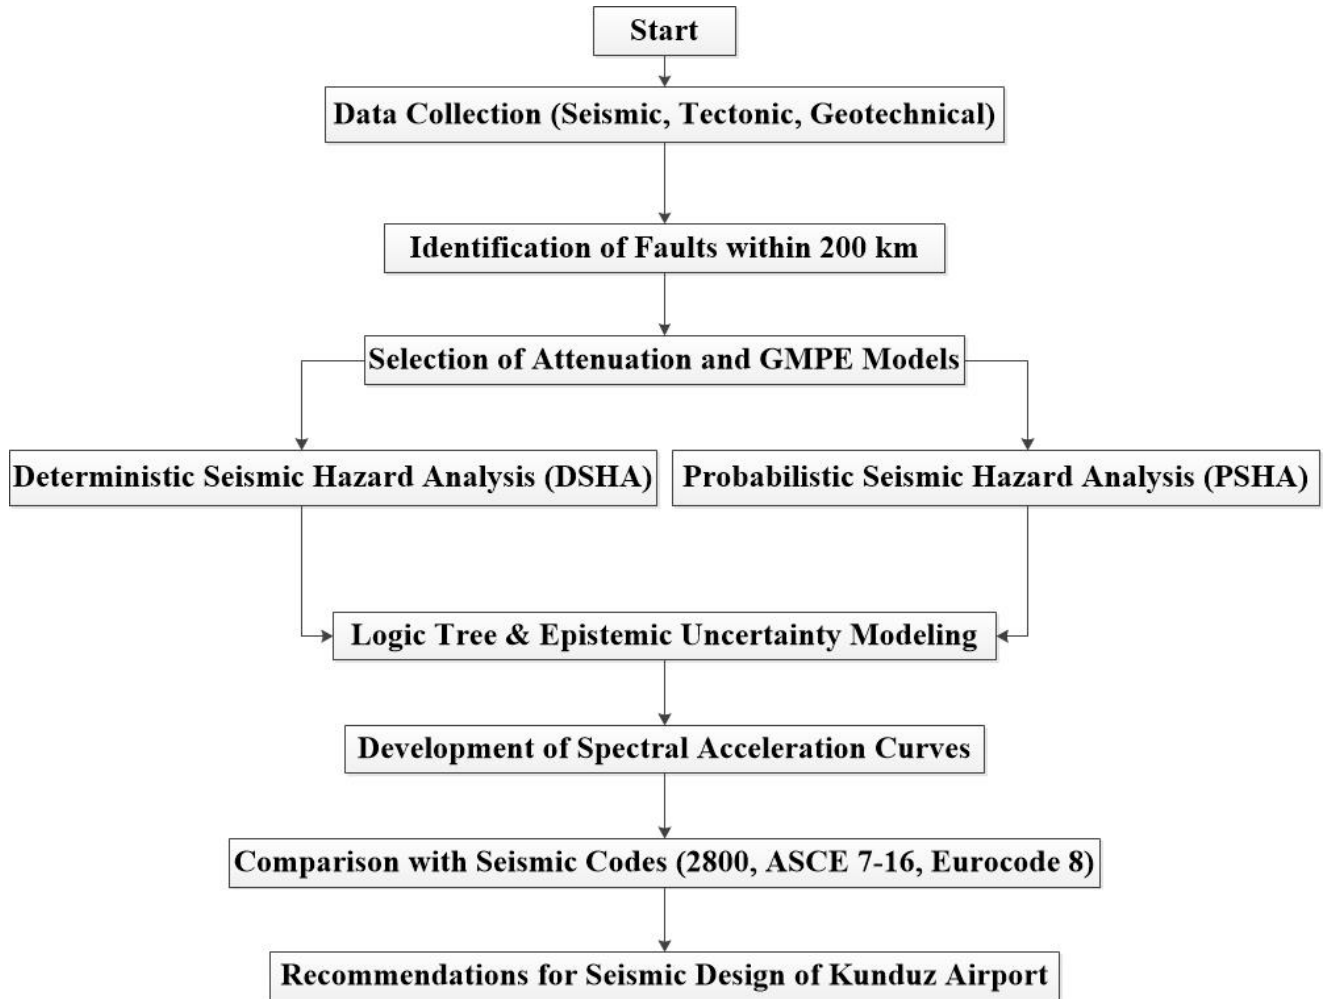 Start
Data Collection (Seismic, Tectonic, Geotechnical)
Identification of Faults within 200 km
Selection of Attenuation and GMPE Models
Deterministic Seismic Hazard Analysis (DSHA)
Probabilistic Seismic Hazard Analysis (PSHA)
Logic Tree & Epistemic Uncertainty Modeling
Development of Spectral Acceleration Curves
Comparison with Seismic Codes (2800, ASCE 7-16, Eurocode 8)
Recommendations for Seismic Design of Kunduz Airport